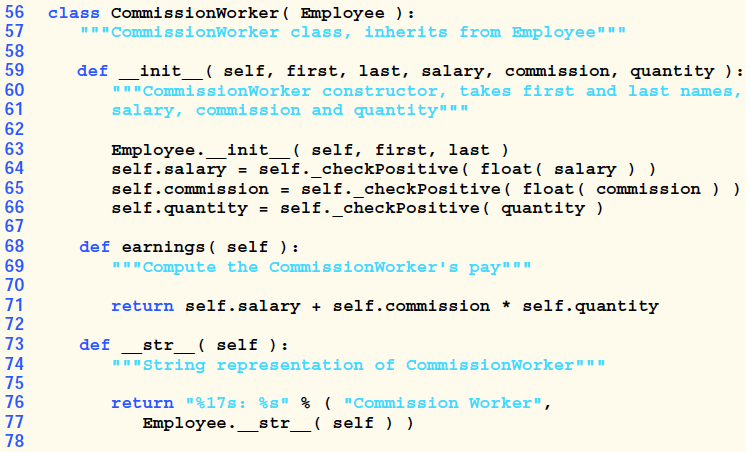 56 class CommissionWorker( Employee ):
57 """CommissionWorker class, inherits from Employee"""
58
59 def __init__( self, first, last, salary, commission, quantity ):
60 """CommissionWorker constructor, takes first and last names,
61 salary, commission and quantity"""
62
63 Employee.__init__( self, first, last )
64 self.salary = self._checkPositive( float( salary ) )
65 self.commission = self._checkPositive( float( commission ) )
66 self.quantity = self._checkPositive( quantity )
67
68 def earnings( self ):
69 """Compute the CommissionWorker's pay"""
70
71 return self.salary + self.commission * self.quantity
72
73 def __str__( self ):
74 """String representation of CommissionWorker"""
75
76 return "%17s: %s" % ( "Commission Worker",
77 Employee.__str__( self ) )
78